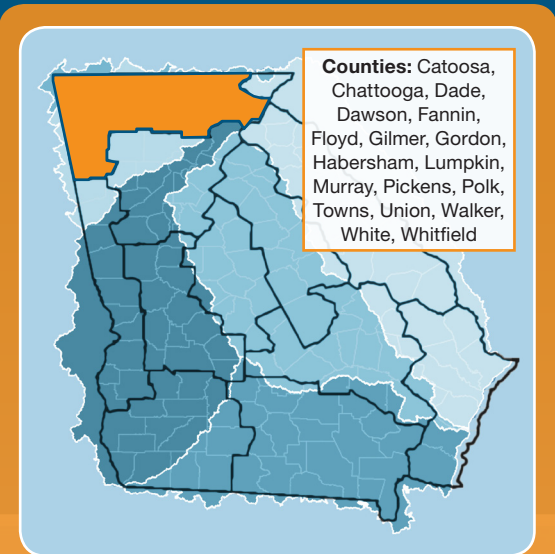 Counties: Catoosa,
Chattooga, Dade,
Dawson, Fannin,
Floyd, Gilmer, Gordon,
Habersham, Lumpkin,
Murray, Pickens, Polk,
Towns, Union, Walker,
White, Whitfield